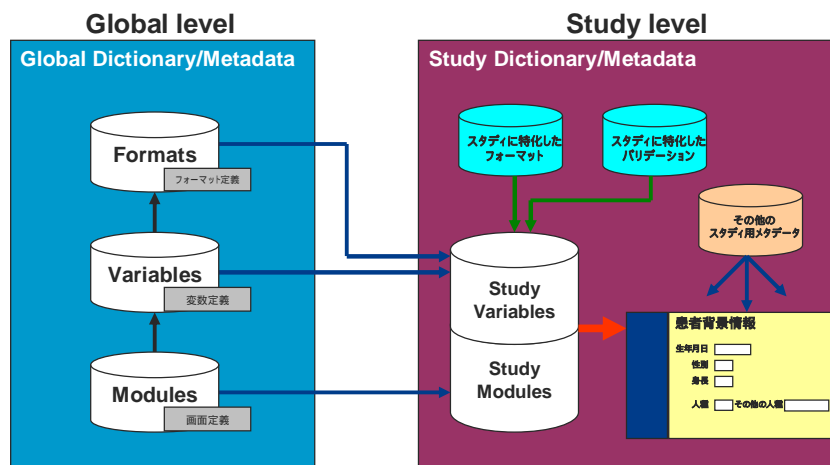 Global level
Study level
Global Dictionary/Metadata
Study Dictionary/Metadata
Formats
フォーマット定義
Variables
変数定義
Modules
画面定義
スタディに特化した
フォーマット
スタディに特化した
バリデーション
その他の
スタディ用メタデータ
Study
Variables
Study
Modules
患者背景情報
生年月日
性別
身長
人種 その他の人種